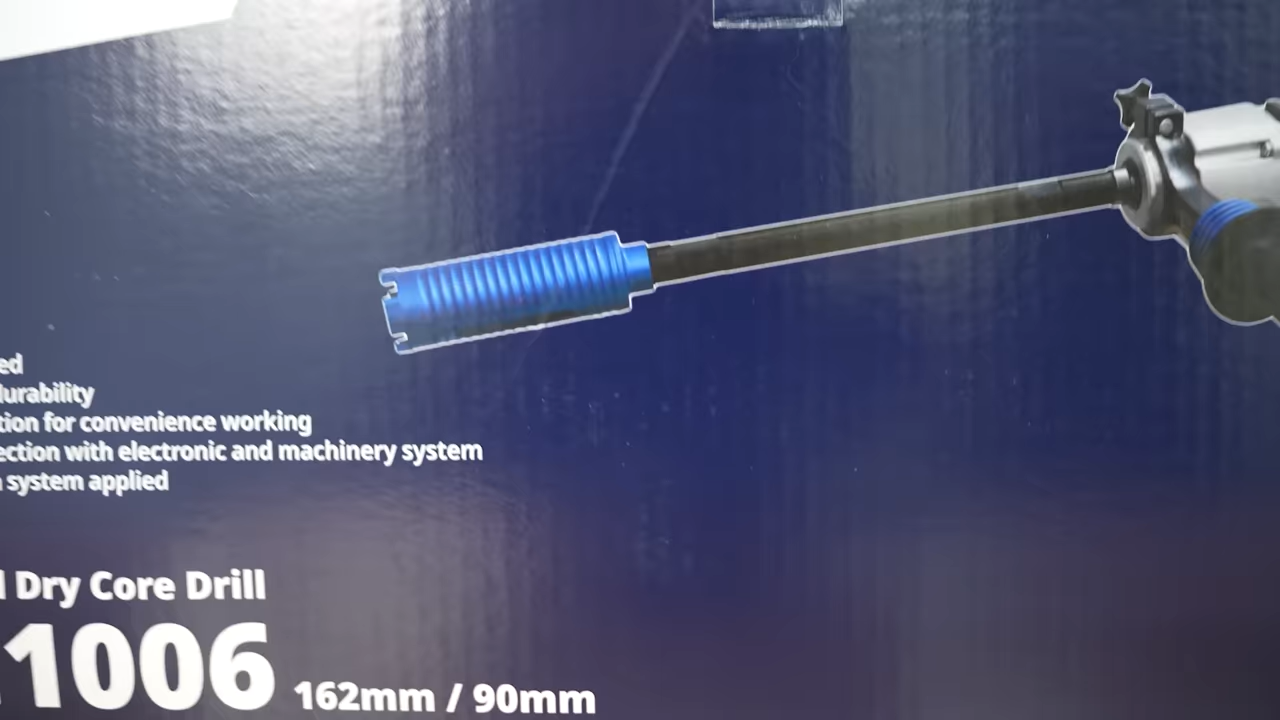 ed
durability
tion for convenience working
ection with electronic and machinery system
system applied
Dry Core Drill
1006 162mm / 90mm